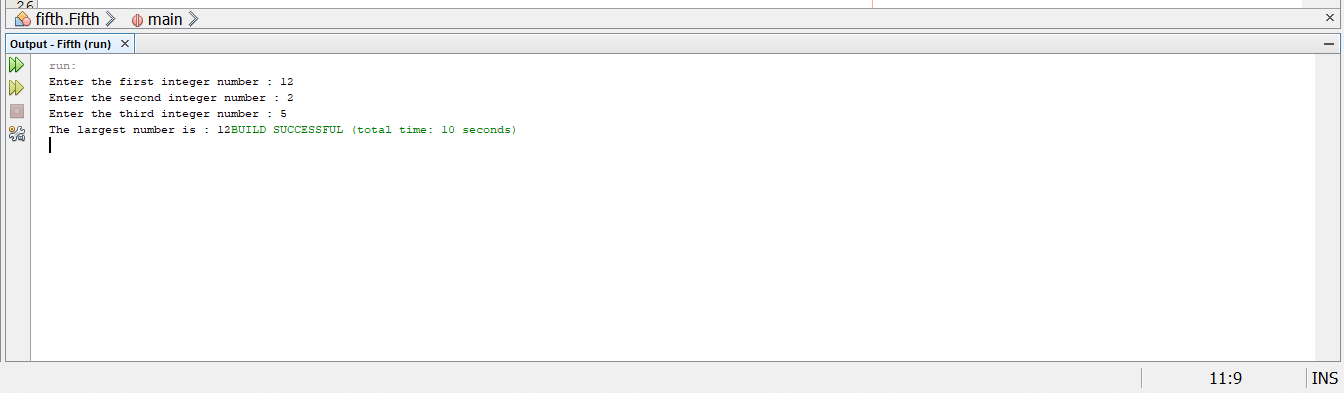 26
fifth.Fifth main
Output - Fifth (run)
run:
Enter the first integer number : 12
Enter the second integer number : 2
Enter the third integer number : 5
The largest number is : 12BUILD SUCCESSFUL (total time: 10 seconds)
11:9 INS